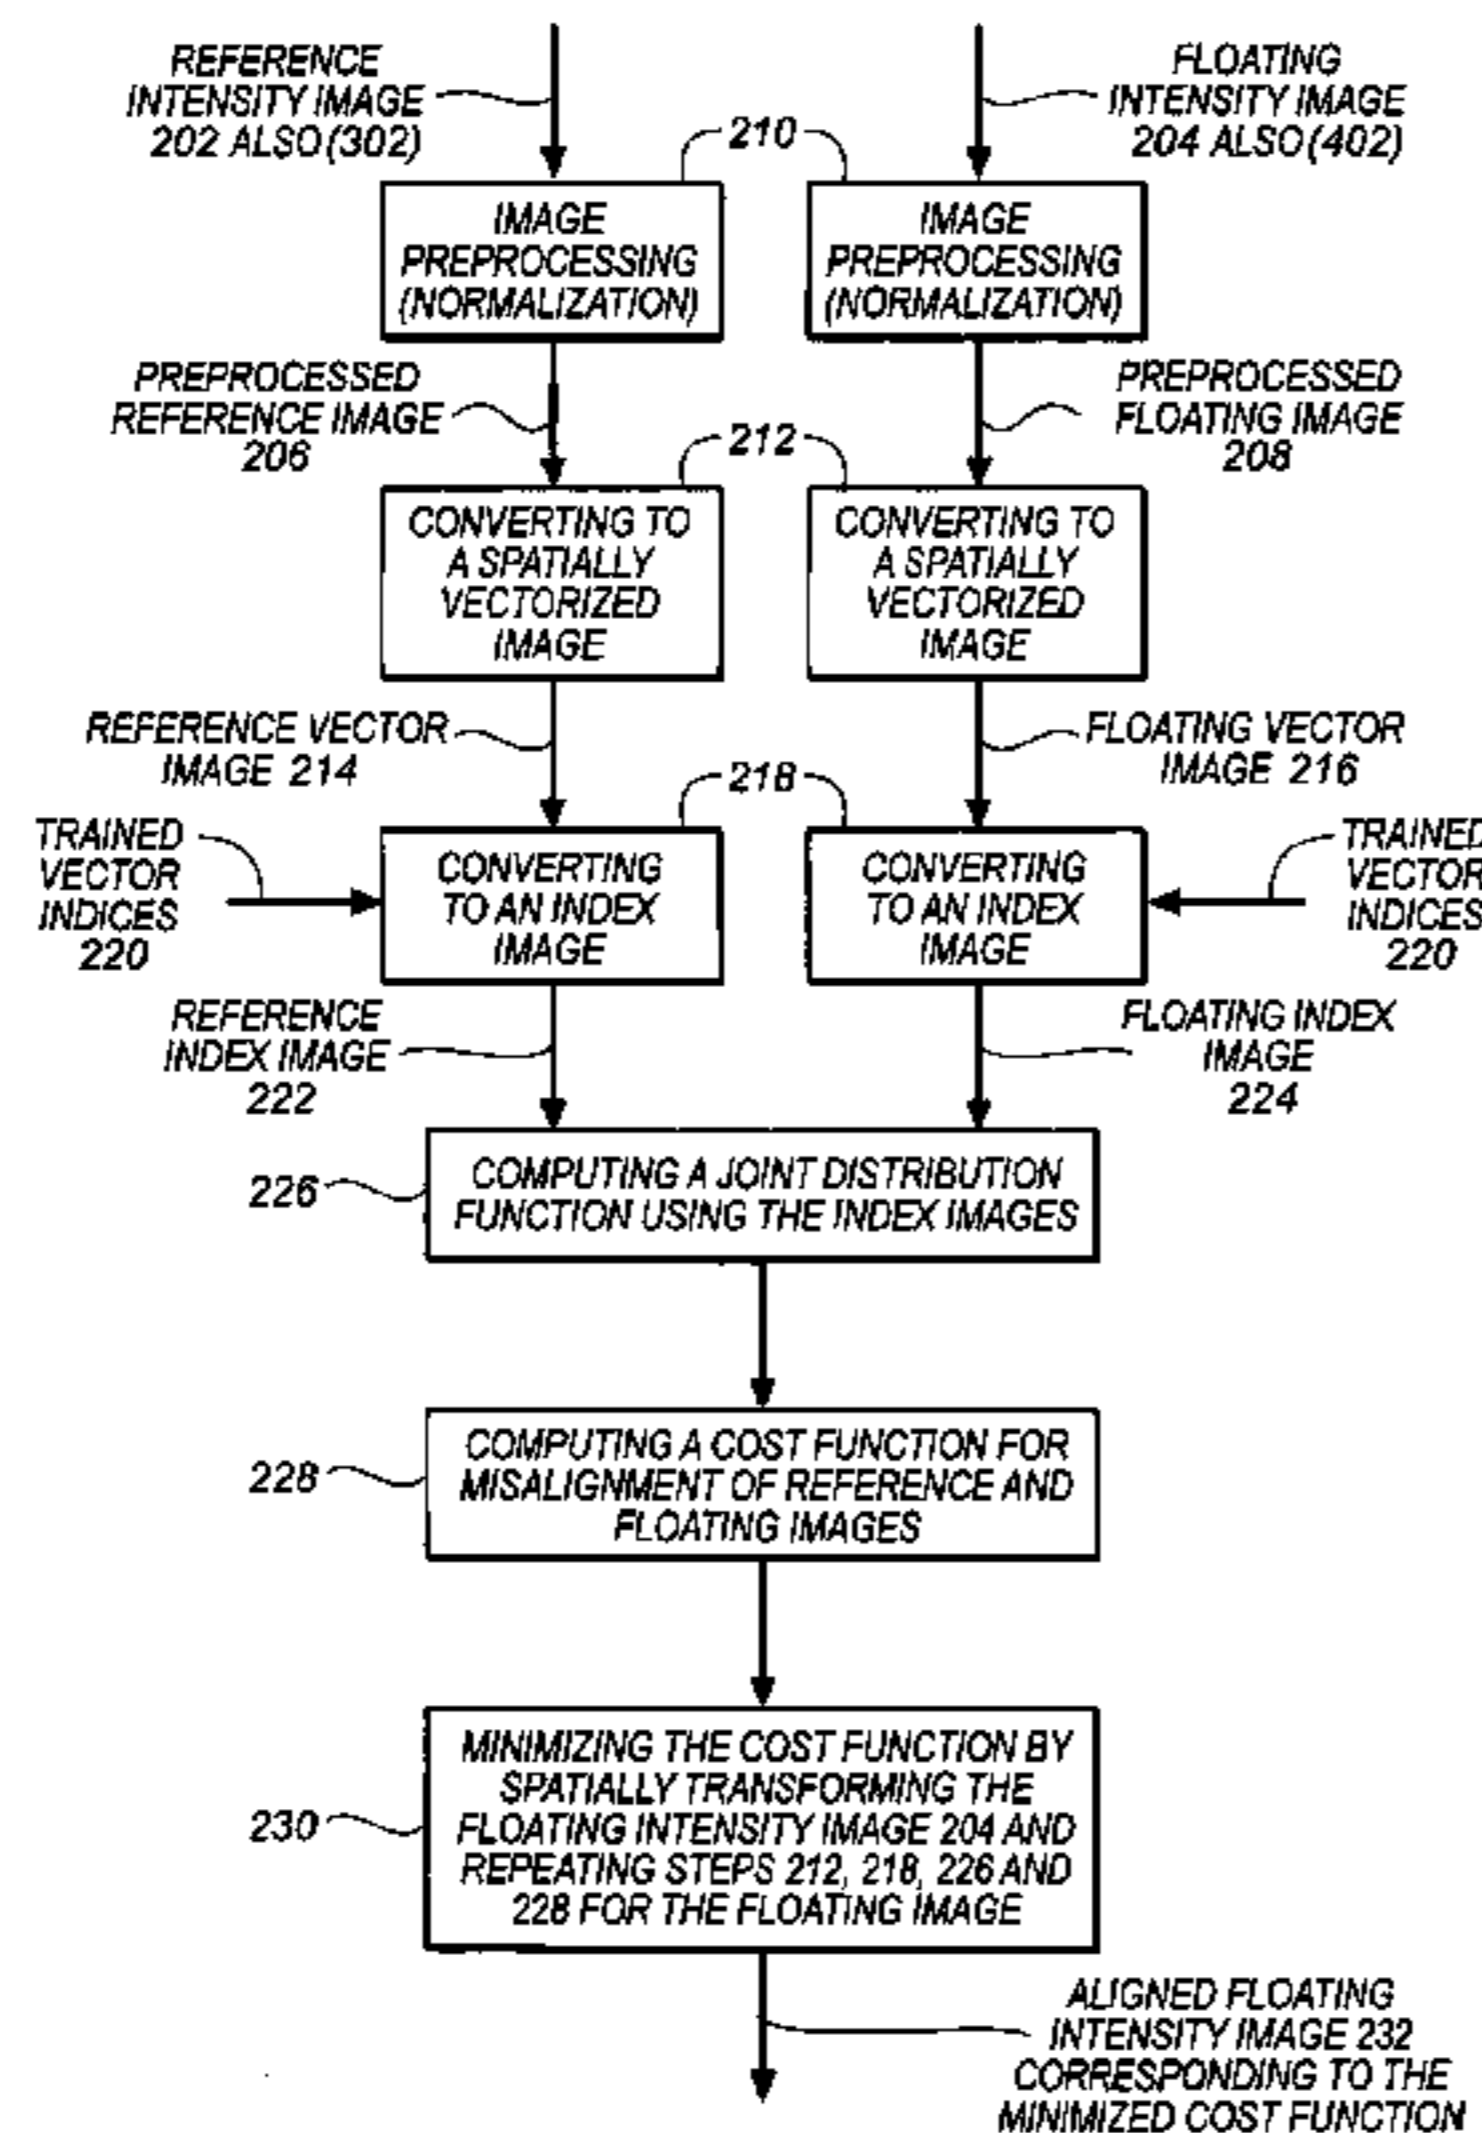 REFERENCE
INTENSITY IMAGE
202 ALSO (302)
FLOATING
INTENSITY IMAGE
204 ALSO (402)
210
IMAGE
PREPROCESSING
(NORMALIZATION)
IMAGE
PREPROCESSING
(NORMALIZATION)
PREPROCESSED
REFERENCE IMAGE
206
PREPROCESSED
FLOATING IMAGE
208
212
CONVERTING TO
A SPATIALLY
VECTORIZED
IMAGE
CONVERTING TO
A SPATIALLY
VECTORIZED
IMAGE
REFERENCE VECTOR
IMAGE 214
FLOATING VECTOR
IMAGE 216
218
TRAINED
VECTOR
INDICES
220
CONVERTING
TO AN INDEX
IMAGE
CONVERTING
TO AN INDEX
IMAGE
TRAINED
VECTOR
INDICES
220
REFERENCE
INDEX IMAGE
222
FLOATING INDEX
IMAGE
224
226
COMPUTING A JOINT DISTRIBUTION
FUNCTION USING THE INDEX IMAGES
228
COMPUTING A COST FUNCTION FOR
MISALIGNMENT OF REFERENCE AND
FLOATING IMAGES
230
MINIMIZING THE COST FUNCTION BY
SPATIALLY TRANSFORMING THE
FLOATING INTENSITY IMAGE 204 AND
REPEATING STEPS 212, 218, 226 AND
228 FOR THE FLOATING IMAGE
ALIGNED FLOATING
INTENSITY IMAGE 232
CORRESPONDING TO THE
MINIMIZED COST FUNCTION